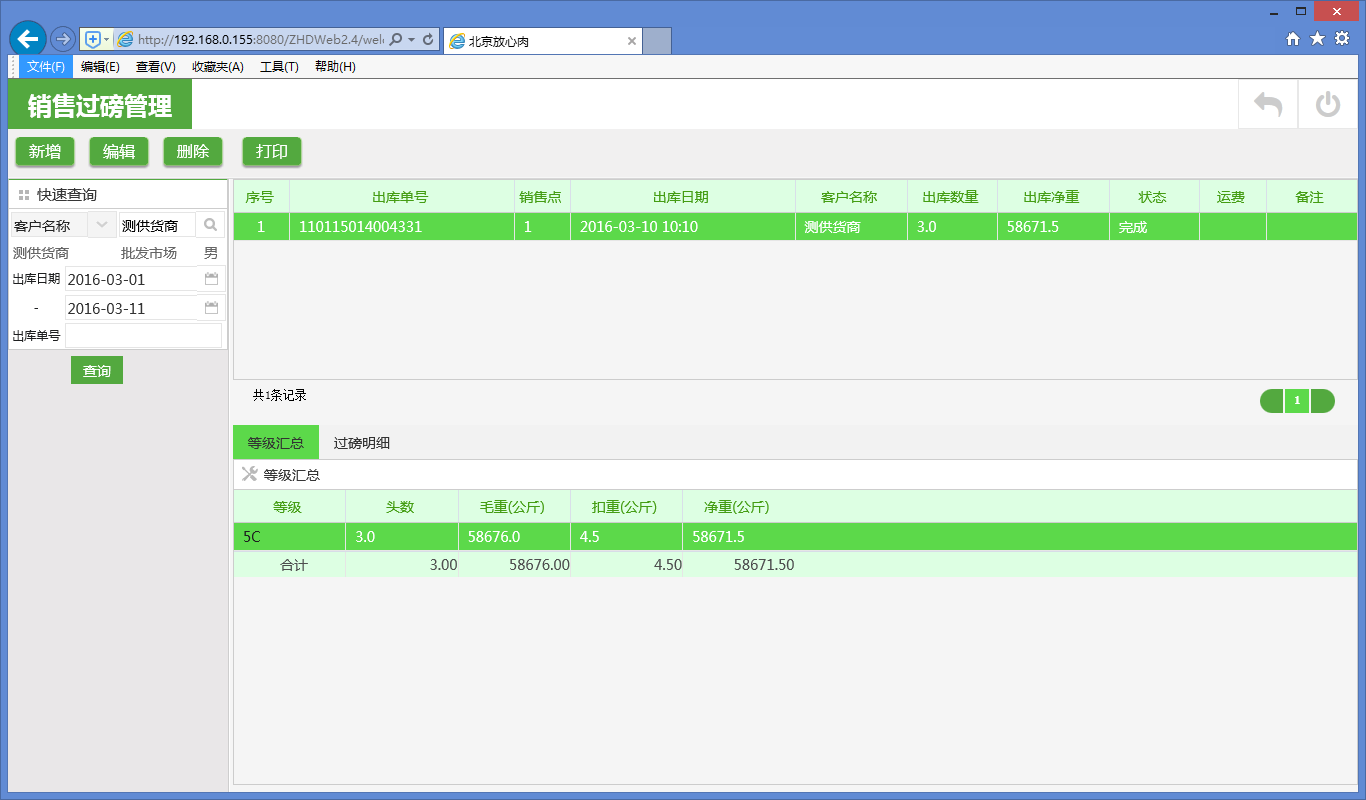 http://192.168.0.155:8080/ZHDWeb2.4/wel
北京放心肉
文件(F) 编辑(E) 查看(V) 收藏夹(A) 工具(T) 帮助(H)
销售过磅管理
新增 编辑 删除 打印
快速查询
客户名称 测供货商
测供货商 批发市场 男
出库日期 2016-03-01
- 2016-03-11
出库单号
查询
序号 出库单号 销售点 出库日期 客户名称 出库数量 出库净重 状态 运费 备注
1 110115014004331 1 2016-03-10 10:10 测供货商 3.0 58671.5 完成
共1条记录
1
等级汇总 过磅明细
等级汇总
等级 头数 毛重(公斤) 扣重(公斤) 净重(公斤)
5C 3.0 58676.0 4.5 58671.5
合计 3.00 58676.00 4.50 58671.50